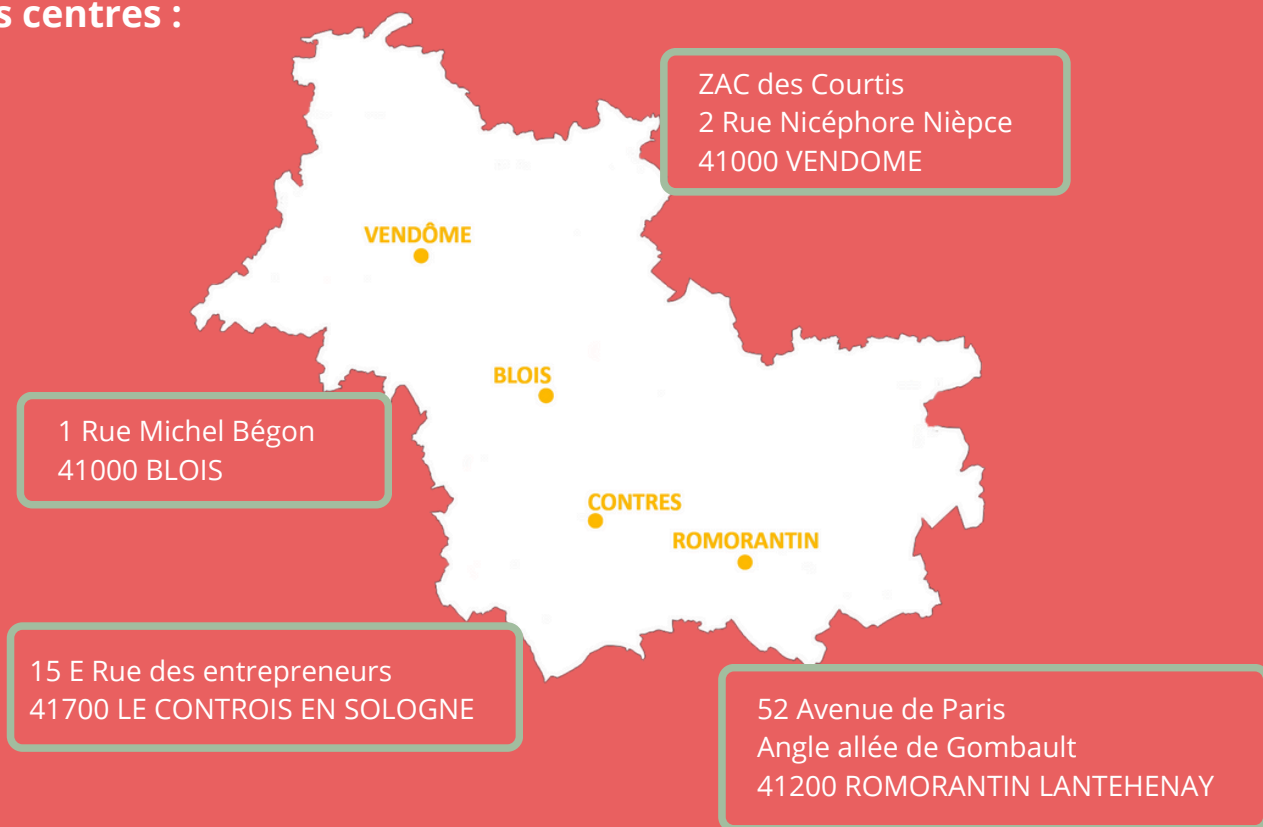 s centres :
ZAC des Courtis
2 Rue Nicéphore Nièpce
41000 VENDOME
VENDÔME
BLOIS
1 Rue Michel Bégon
41000 BLOIS
CONTRES
ROMORANTIN
15 E Rue des entrepreneurs
41700 LE CONTROIS EN SOLOGNE
52 Avenue de Paris
Angle allée de Gombault
41200 ROMORANTIN LANTEHENAY